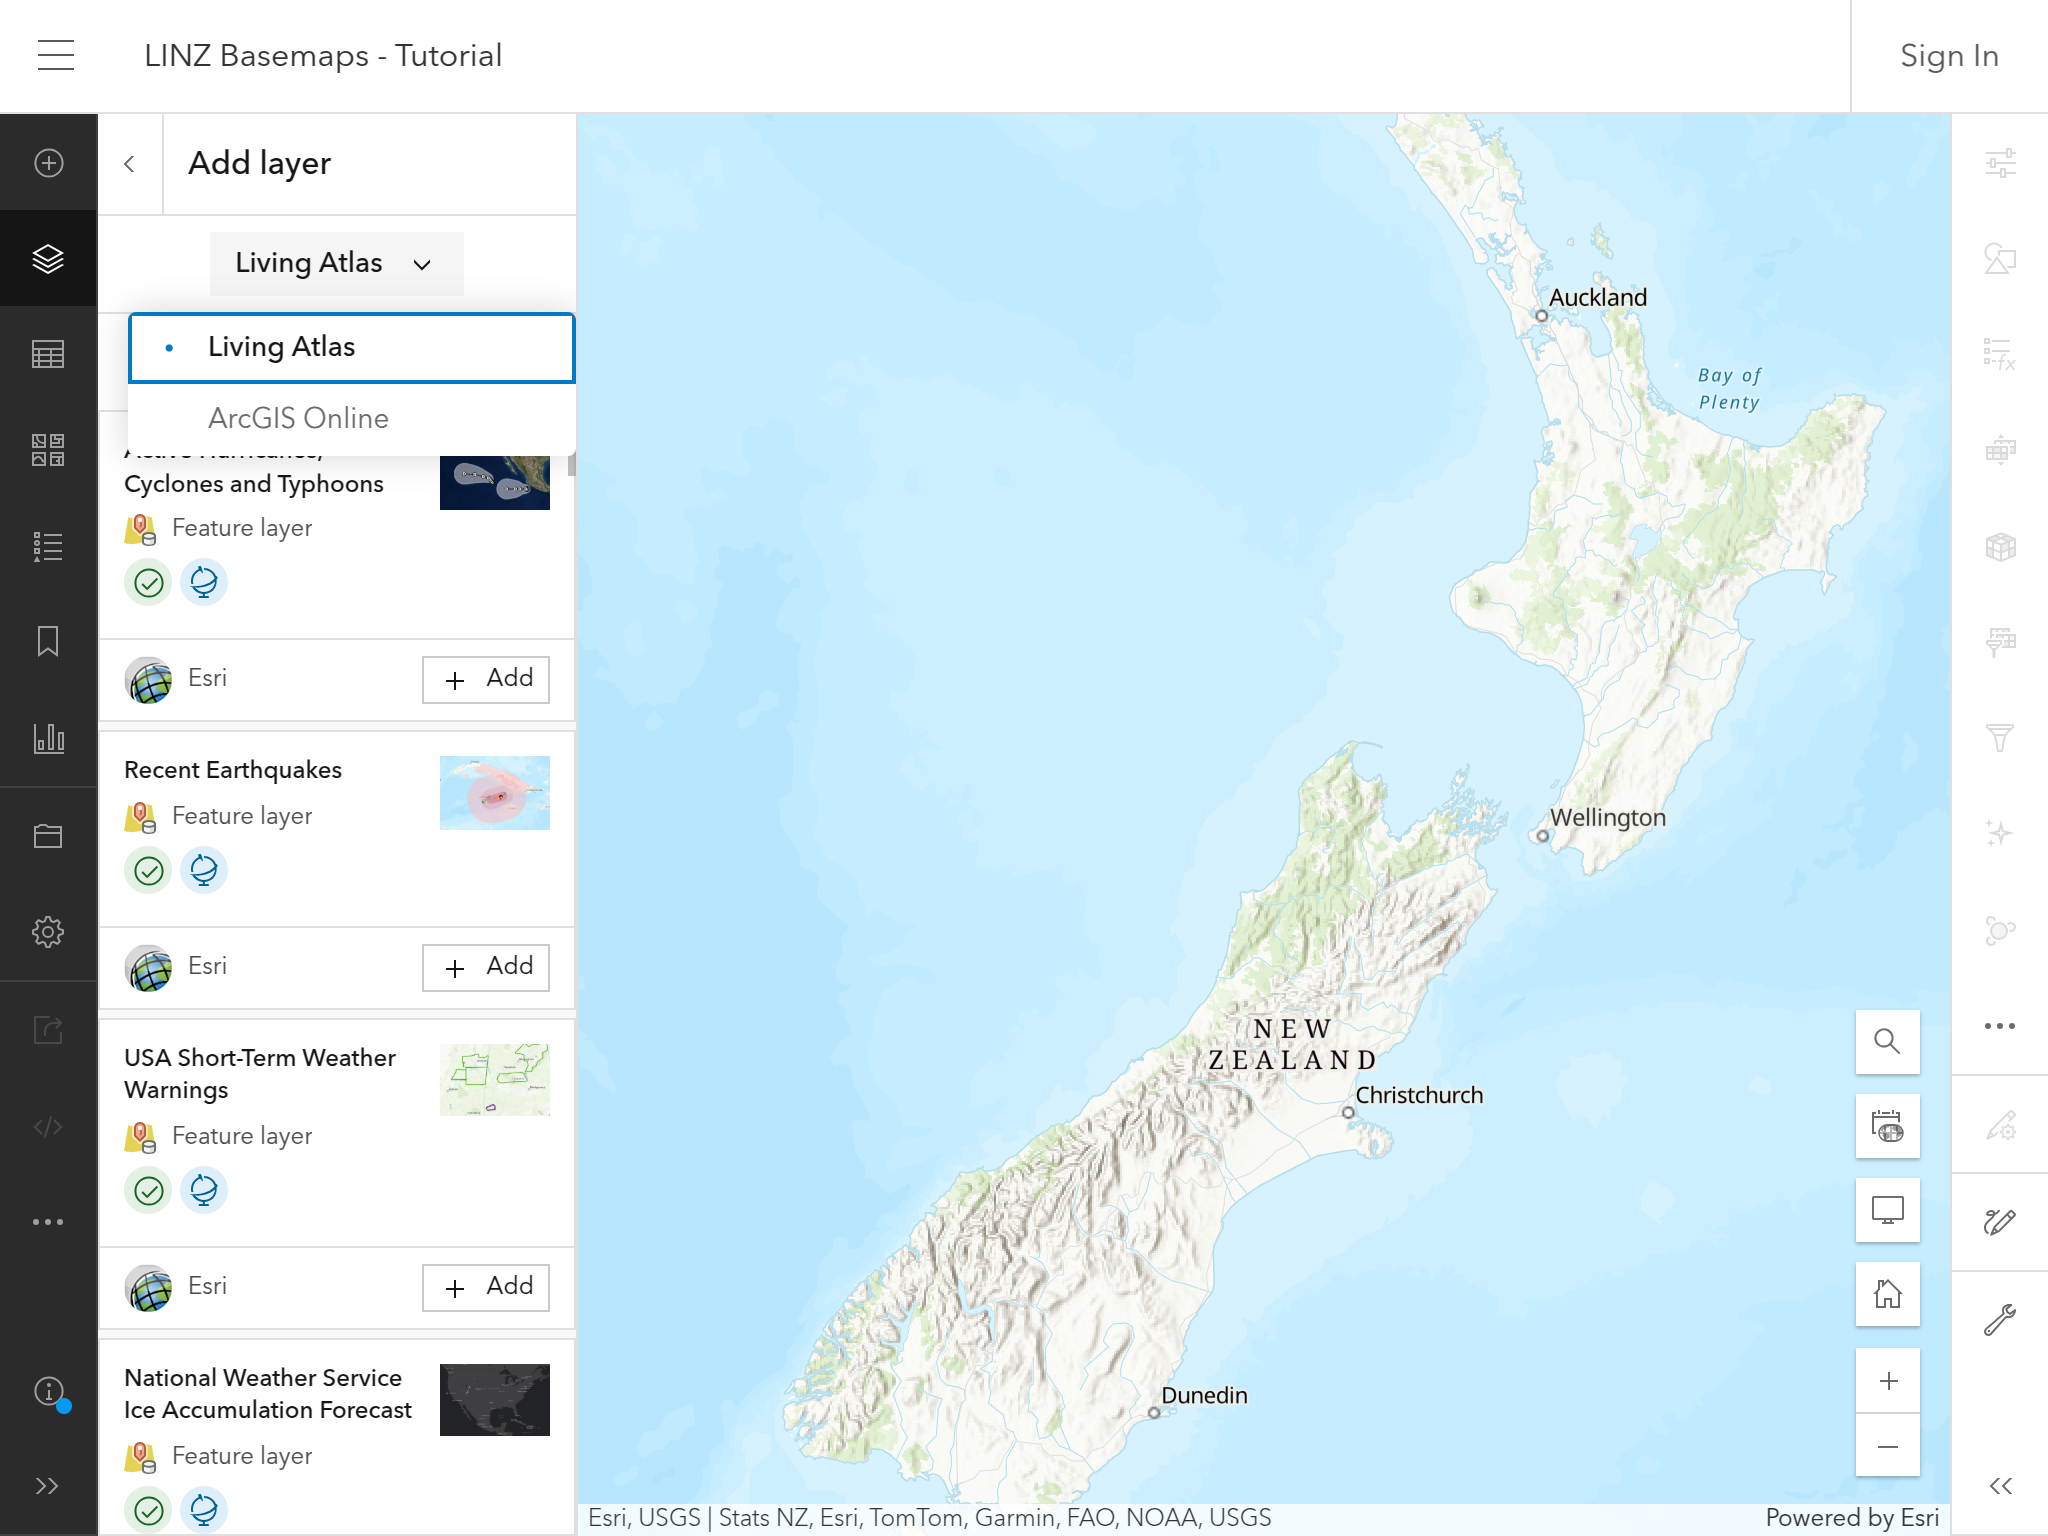 LINZ Basemaps - Tutorial
Sign In
Add layer
Living Atlas
Living Atlas
ArcGIS Online
Cyclones and Typhoons
Feature layer
Esri
Add
Recent Earthquakes
Feature layer
Esri
Add
USA Short-Term Weather
Warnings
Feature layer
Esri
Add
National Weather Service
Ice Accumulation Forecast
Feature layer
Auckland
Bay of
Plenty
Wellington
NEW
ZEALAND
Christchurch
Dunedin
Esri, USGS | Stats NZ, Esri, TomTom, Garmin, FAO, NOAA, USGS
Powered by Esri